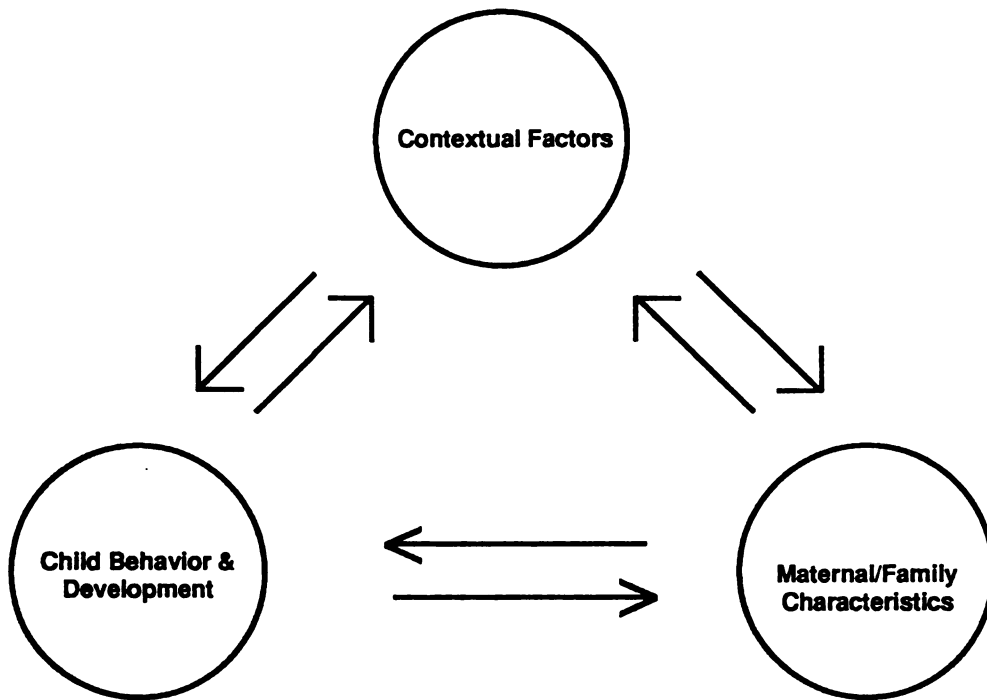 Contextual Factors
Child Behavior &
Development
Maternal/Family
Characteristics